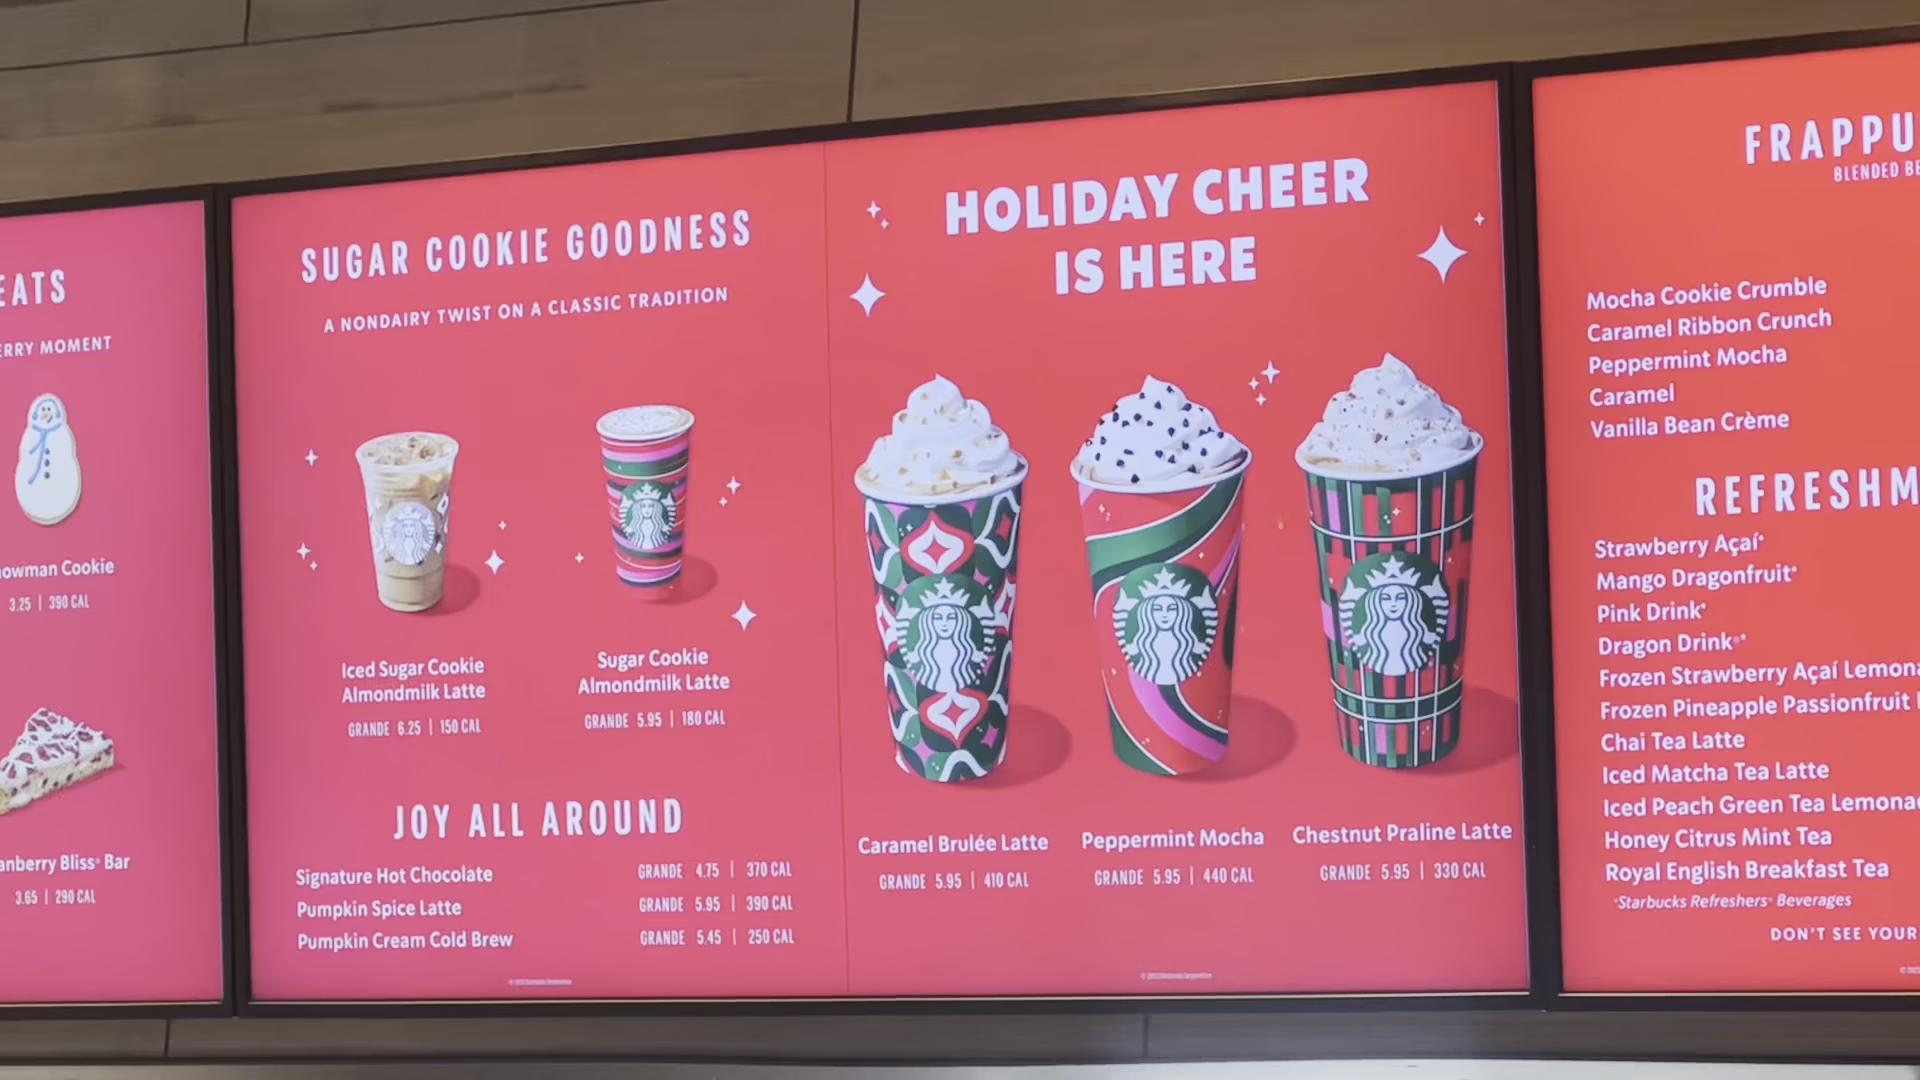 EATS
ERRY MOMENT
owman Cookie
3.25 | 390 CAL
anberry Bliss® Bar
3.65 | 290 CAL
SUGAR COOKIE GOODNESS
A NONDAIRY TWIST ON A CLASSIC TRADITION
Iced Sugar Cookie
Almondmilk Latte
GRANDE 6.25 | 150 CAL
Sugar Cookie
Almondmilk Latte
GRANDE 5.95 | 180 CAL
JOY ALL AROUND
Signature Hot Chocolate GRANDE 4.75 | 370 CAL
Pumpkin Spice Latte GRANDE 5.95 | 390 CAL
Pumpkin Cream Cold Brew GRANDE 5.45 | 250 CAL
HOLIDAY CHEER
IS HERE
Caramel Brulée Latte
GRANDE 5.95 | 410 CAL
Peppermint Mocha
GRANDE 5.95 | 440 CAL
Chestnut Praline Latte
GRANDE 5.95 | 330 CAL
FRAPPU
BLENDED BE
Mocha Cookie Crumble
Caramel Ribbon Crunch
Peppermint Mocha
Caramel
Vanilla Bean Crème
REFRESHM
Strawberry Açaí*
Mango Dragonfruit*
Pink Drink*
Dragon Drink®*
Frozen Strawberry Açaí Lemona
Frozen Pineapple Passionfruit
Chai Tea Latte
Iced Matcha Tea Latte
Iced Peach Green Tea Lemona
Honey Citrus Mint Tea
Royal English Breakfast Tea
*Starbucks Refreshers® Beverages
DON'T SEE YOUR